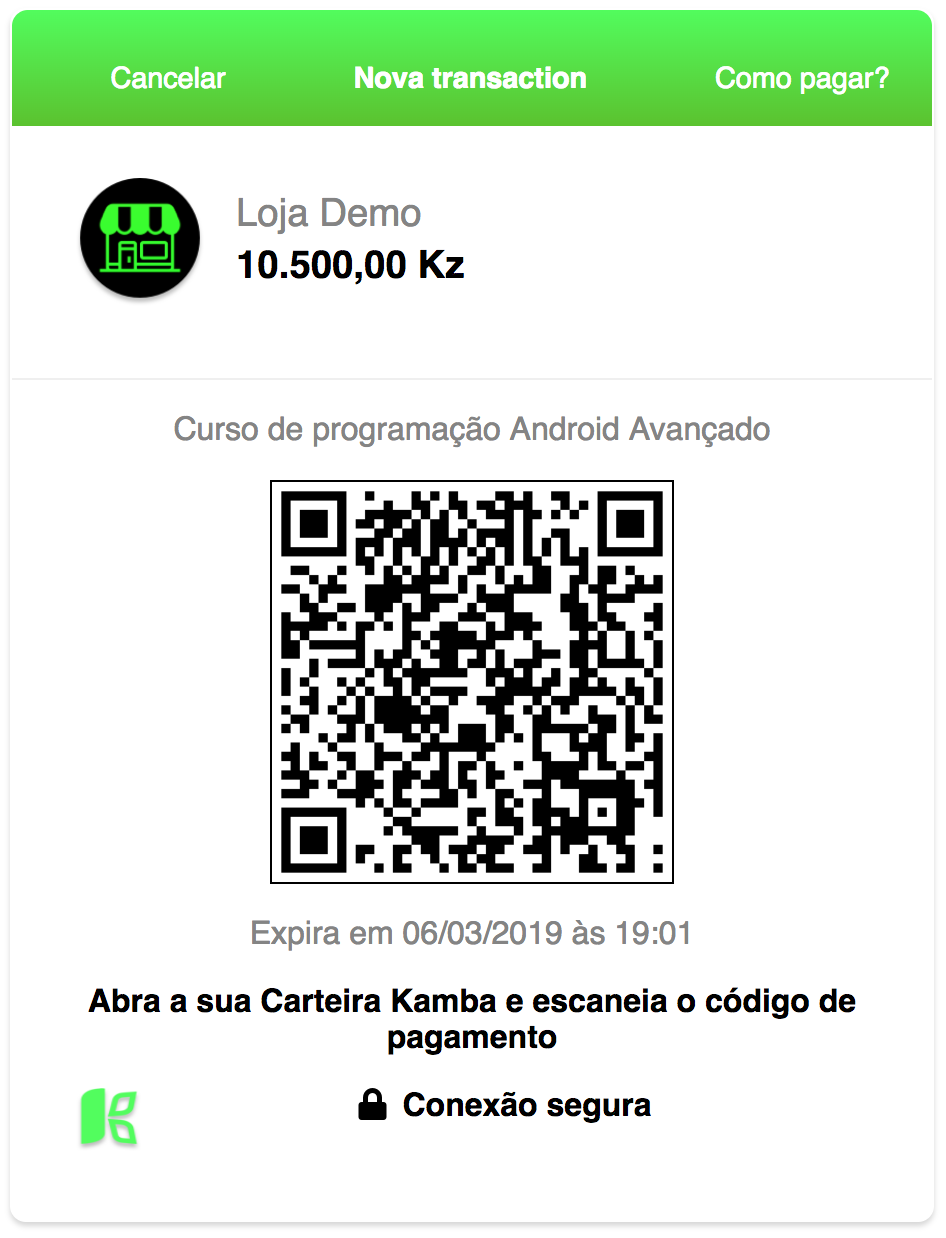 Cancelar Nova transaction Como pagar?
Loja Demo
10.500,00 Kz
Curso de programação Android Avançado
Expira em 06/03/2019 às 19:01
Abra a sua Carteira Kamba e escaneia o código de
pagamento
Conexão segura